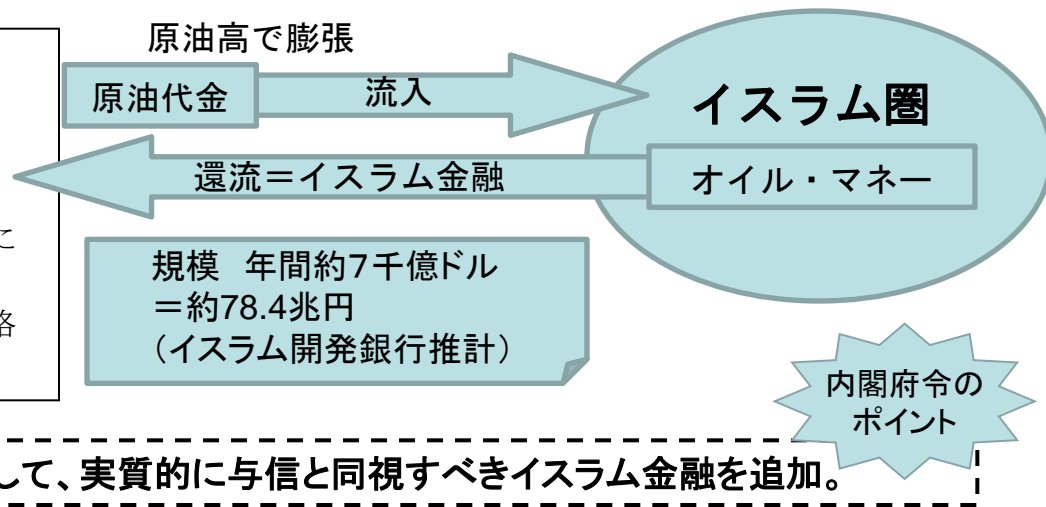 原油高で膨張
原油代金
流入
イスラム圏
還流＝イスラム金融
オイル・マネー
に
規模　年間約７千億ドル
＝約78.4兆円
（イスラム開発銀行推計）
内閣府令の
ポイント
して、実質的に与信と同視すべきイスラム金融を追加。